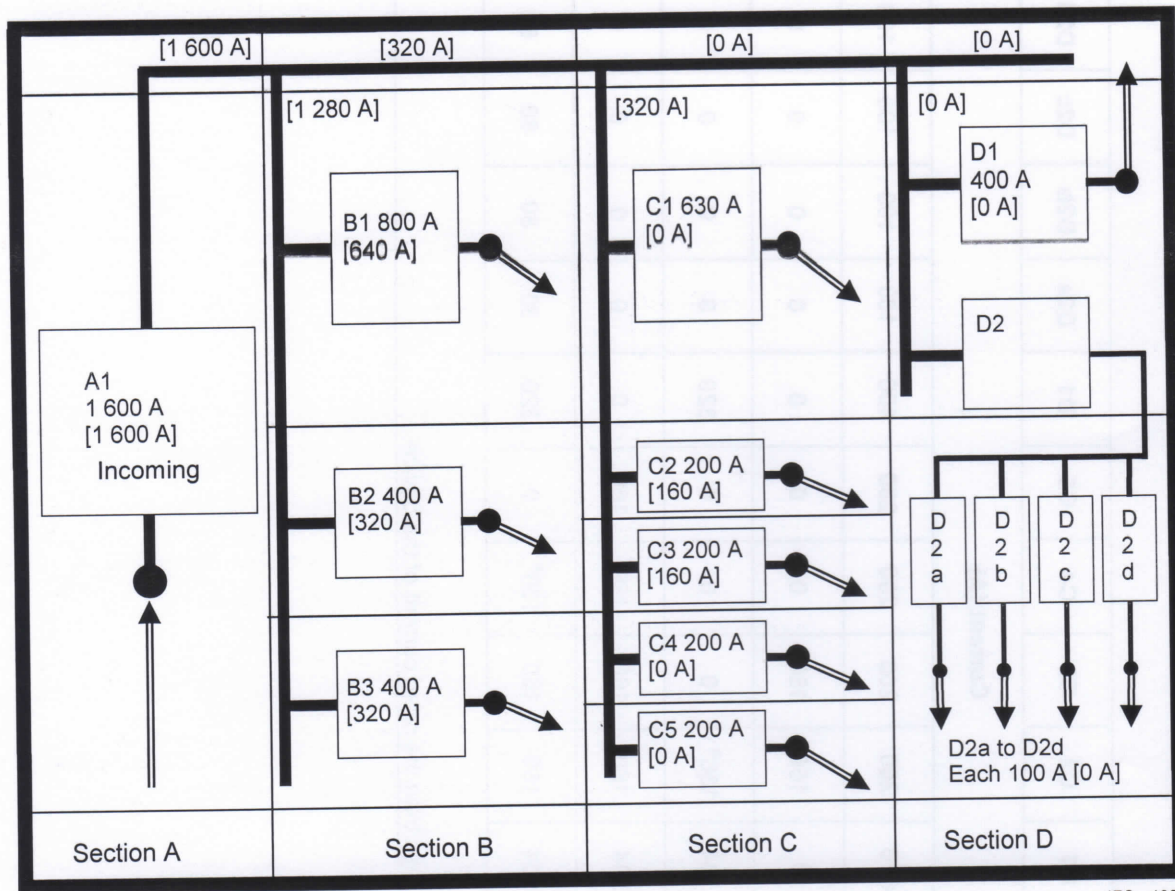 [1 600 A]
[320 A]
[0 A]
[0 A]
[1 280 A]
[320 A]
[0 A]
A1
1 600 A
[1 600 A]
Incoming
B1 800 A
[640 A]
B2 400 A
[320 A]
B3 400 A
[320 A]
C1 630 A
[0 A]
C2 200 A
[160 A]
C3 200 A
[160 A]
C4 200 A
[0 A]
C5 200 A
[0 A]
D1
400 A
[0 A]
D2
D
2
a
D
2
b
D
2
c
D
2
d
D2a to D2d
Each 100 A [0 A]
Section A
Section B
Section C
Section D